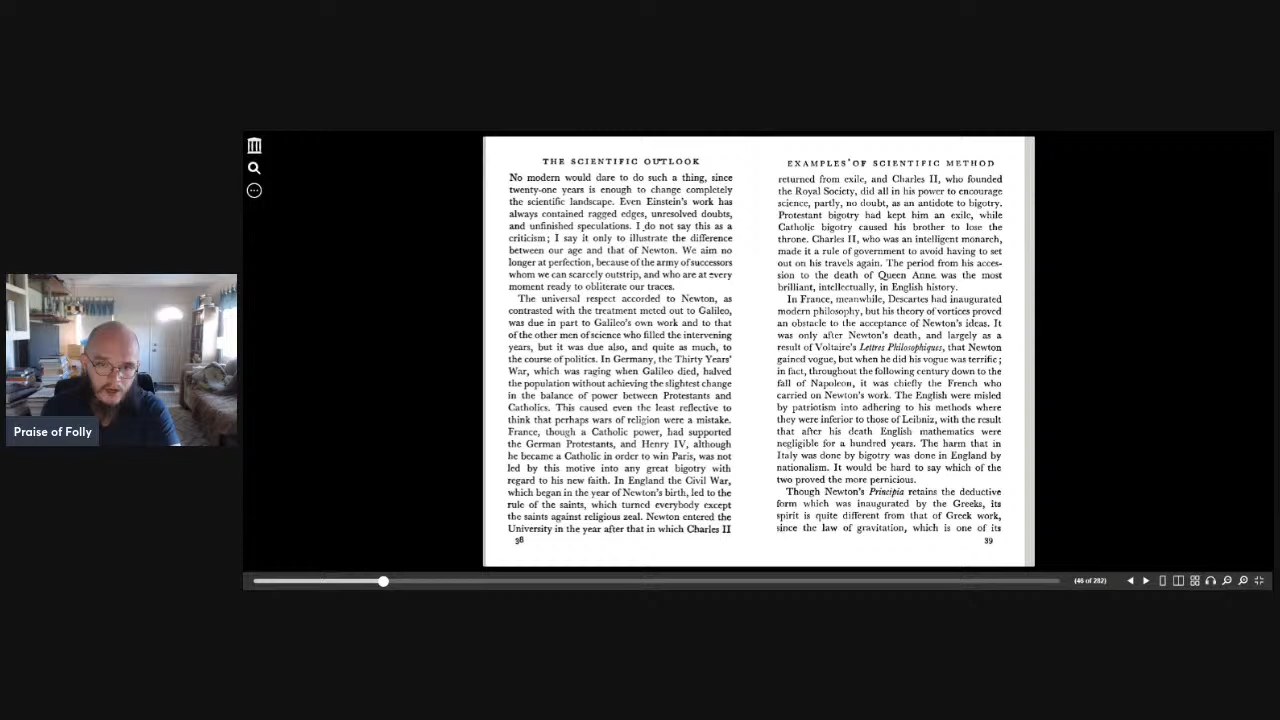 Praise of Folly
THE SCIENTIFIC OUTLOOK
No modern would dare to do such a thing, since
twenty-one years is enough to change completely
the scientific landscape. Even Einstein's work has
always contained ragged edges, unresolved doubts,
and unfinished speculations. I do not say this as a
criticism; I say it only to illustrate the difference
between our age and that of Newton. We aim no
longer at perfection, because of the army of successors
whom we can scarcely outstrip, and who are at every
moment ready to obliterate our traces.
The universal respect accorded to Newton, as
contrasted with the treatment meted out to Galileo,
was due in part to Galileo's own work and to that
of the other men of science who filled the intervening
years, but it was due also, and quite as much, to
the course of politics. In Germany, the Thirty Years'
War, which was raging when Galileo died, halved
the population without achieving the slightest change
in the balance of power between Protestants and
Catholics. This caused even the least reflective to
think that perhaps wars of religion were a mistake.
France, though a Catholic power, had supported
the German Protestants, and Henry IV, although
he became a Catholic in order to win Paris, was not
led by this motive into any great bigotry with
regard to his new faith. In England the Civil War,
which began in the year of Newton's birth, led to the
rule of the saints, which turned everybody except
the saints against religious zeal. Newton entered the
University in the year after that in which Charles II
38
EXAMPLES OF SCIENTIFIC METHOD
returned from exile, and Charles II, who founded
the Royal Society, did all in his power to encourage
science, partly, no doubt, as an antidote to bigotry.
Protestant bigotry had kept him an exile, while
Catholic bigotry caused his brother to lose the
throne. Charles II, who was an intelligent monarch,
made it a rule of government to avoid having to set
out on his travels again. The period from his acces-
sion to the death of Queen Anne was the most
brilliant, intellectually, in English history.
In France, meanwhile, Descartes had inaugurated
modern philosophy, but his theory of vortices proved
an obstacle to the acceptance of Newton's ideas. It
was only after Newton's death, and largely as a
result of Voltaire's Lettres Philosophiques, that Newton
gained vogue, but when he did his vogue was terrific;
in fact, throughout the following century down to the
fall of Napoleon, it was chiefly the French who
carried on Newton's work. The English were misled
by patriotism into adhering to his methods where
they were inferior to those of Leibniz, with the result
that after his death English mathematics were
negligible for a hundred years. The harm that in
Italy was done by bigotry was done in England by
nationalism. It would be hard to say which of the
two proved the more pernicious.
Though Newton's Principia retains the deductive
form which was inaugurated by the Greeks, its
spirit is quite different from that of Greek work,
since the law of gravitation, which is one of its
39
(46 of 282)